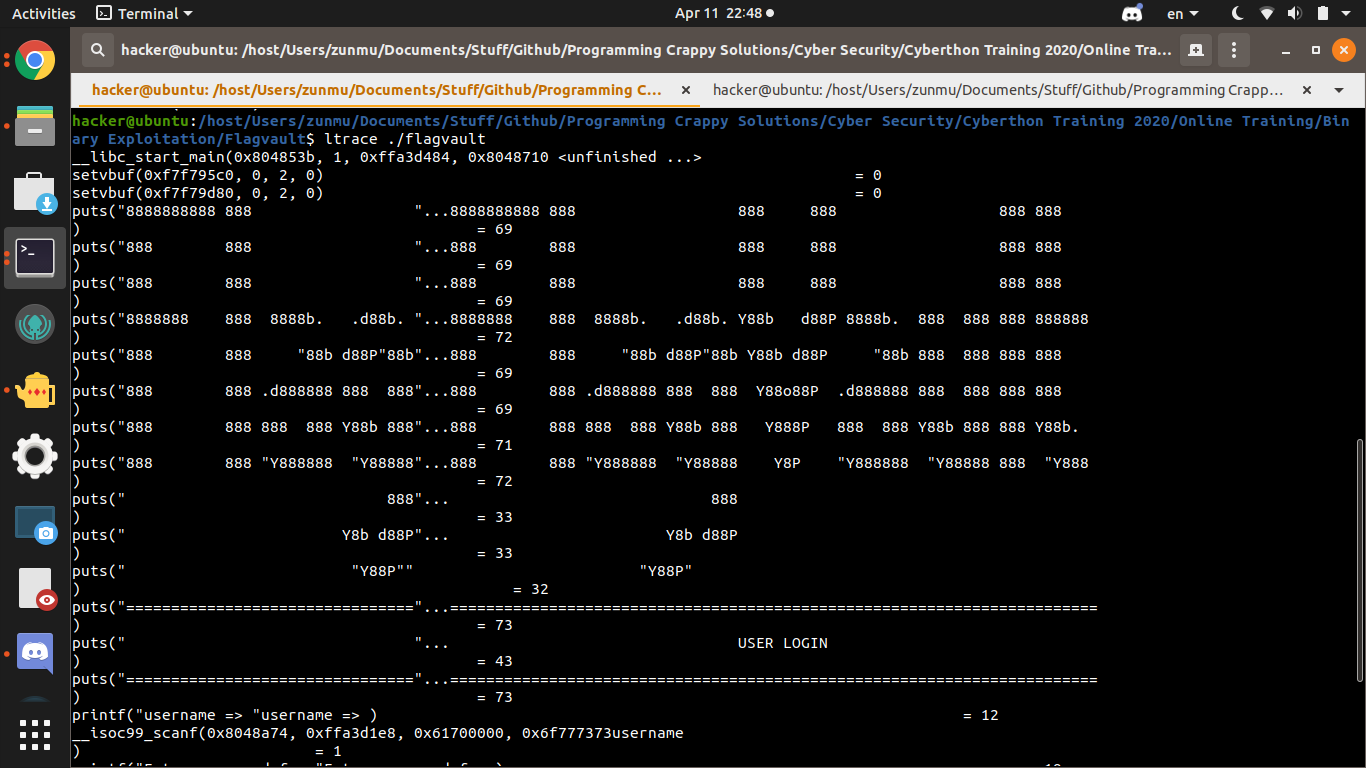 Activities Terminal Apr 11 22:48 en
hacker@ubuntu: /host/Users/zunmu/Documents/Stuff/Github/Programming Crappy Solutions/Cyber Security/Cyberthon Training 2020/Online Tra...
hacker@ubuntu: /host/Users/zunmu/Documents/Stuff/Github/Programming C... hacker@ubuntu: /host/Users/zunmu/Documents/Stuff/Github/Programming Crapp...
hacker@ubuntu:/host/Users/zunmu/Documents/Stuff/Github/Programming Crappy Solutions/Cyber Security/Cyberthon Training 2020/Online Training/Bin
ary Exploitation/Flagvault$ ltrace ./flagvault
__libc_start_main(0x804853b, 1, 0xffa3d484, 0x8048710 <unfinished ...>
setvbuf(0xf7f795c0, 0, 2, 0) = 0
setvbuf(0xf7f79d80, 0, 2, 0) = 0
puts("8888888888 888 "...8888888888 888 888 888 888 888
) = 69
puts("888 888 "...888 888 888 888 888 888
) = 69
puts("888 888 "...888 888 888 888 888 888
) = 69
puts("8888888 888 8888b. .d88b. "...8888888 888 8888b. .d88b. Y88b d88P 8888b. 888 888 888 888888
) = 72
puts("888 888 "88b d88P"88b"...888 888 "88b d88P"88b Y88b d88P "88b 888 888 888 888
) = 69
puts("888 888 .d888888 888 888"...888 888 .d888888 888 888 Y88o88P .d888888 888 888 888 888
) = 69
puts("888 888 888 888 Y88b 888"...888 888 888 888 Y88b 888 Y888P 888 888 Y88b 888 888 Y88b.
) = 71
puts("888 888 "Y888888 "Y88888"...888 888 "Y888888 "Y88888 Y8P "Y888888 "Y88888 888 "Y888
) = 72
puts(" 888"... 888
) = 33
puts(" Y8b d88P"... Y8b d88P
) = 33
puts(" "Y88P"" "Y88P"
) = 32
puts("================================"...========================================================================
) = 73
puts(" "... USER LOGIN
) = 43
puts("================================"...========================================================================
) = 73
printf("username => "username => ) = 12
__isoc99_scanf(0x8048a74, 0xffa3d1e8, 0x61700000, 0x6f777373username
) = 1